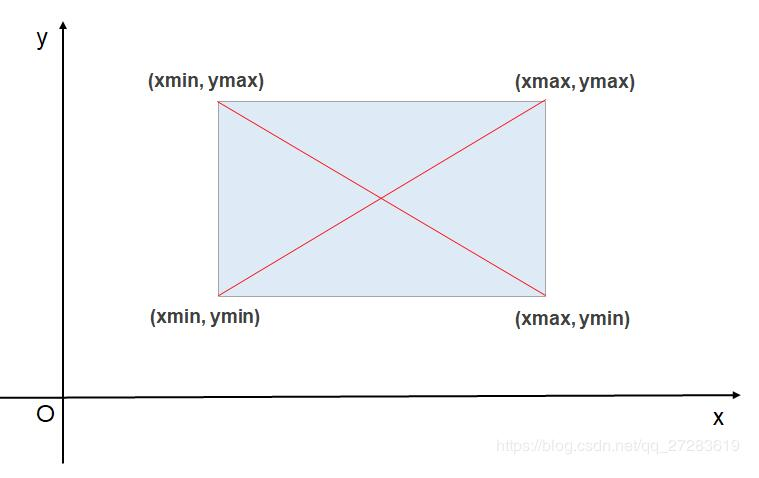 y
(xmin, ymax)
(xmax, ymax)
(xmin, ymin)
(xmax, ymin)
O
x
https://blog.csdn.net/qq_27283619